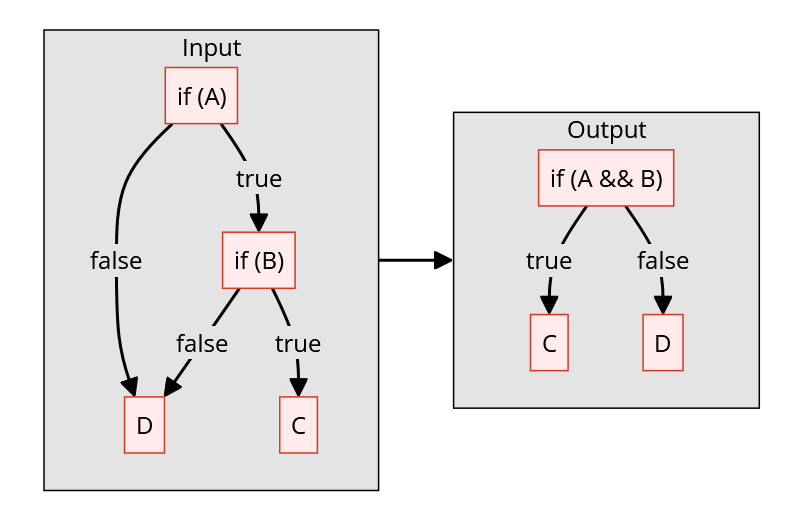 Input
if (A)
true
if (B)
false
false
true
D
C
Output
if (A && B)
true
false
C
D